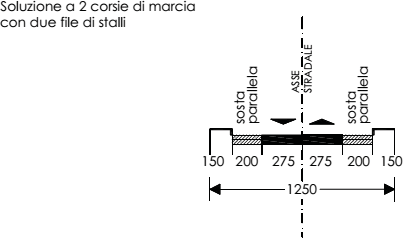 Soluzione a 2 corsie di marcia
con due file di stalli
sosta
parallela
ASSE
STRADALE
sosta
parallela
150 200 275 275 200 150
1250